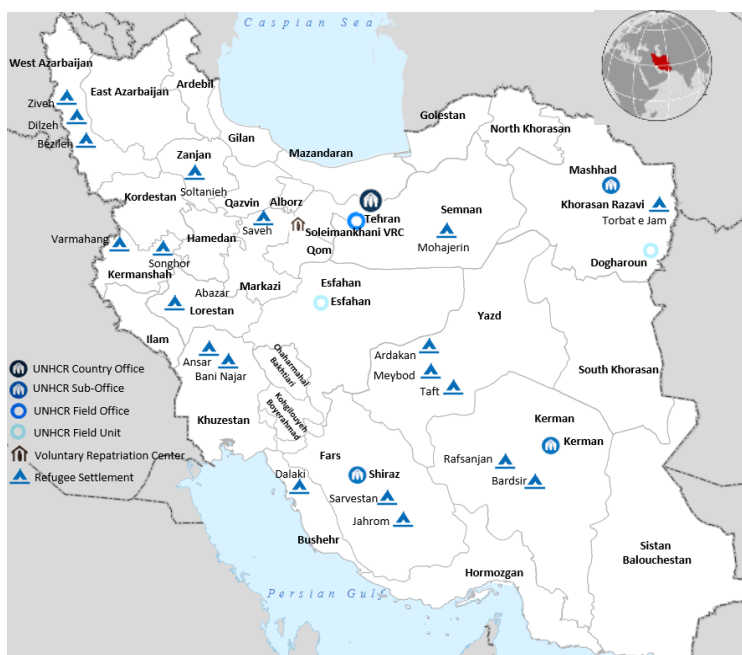 Caspian Sea
West Azarbaijan
East Azarbaijan
Ardebil
Ziveh
Dilzeh
Bezileh
Gilan
Golestan
North Khorasan
Zanjan
Mazandaran
Soltanieh
Mashhad
Kordestan
Qazvin
Alborz
Semnan
Khorasan Razavi
Saveh
Tehran
Torbat e Jam
Varmahang
Hamedan
Soleimankhani VRC
Mohajerin
Songhor
Qom
Dogharoun
Kermanshah
Markazi
Esfahan
Abazar
Esfahan
Lorestan
Yazd
Ilam
Chaharmahal
Bakhtiari
Ardakan
Ansar
Bani Najar
Meybod
South Khorasan
Taft
UNHCR Country Office
UNHCR Sub-Office
UNHCR Field Office
UNHCR Field Unit
Voluntary Repatriation Center
Refugee Settlement
Khuzestan
Kohgilouyeh
Boyerahmad
Kerman
Kerman
Fars
Rafsanjan
Dalaki
Shiraz
Bardsir
Sarvestan
Jahrom
Bushehr
Sistan
Balouchestan
Hormozgan
Persian Gulf